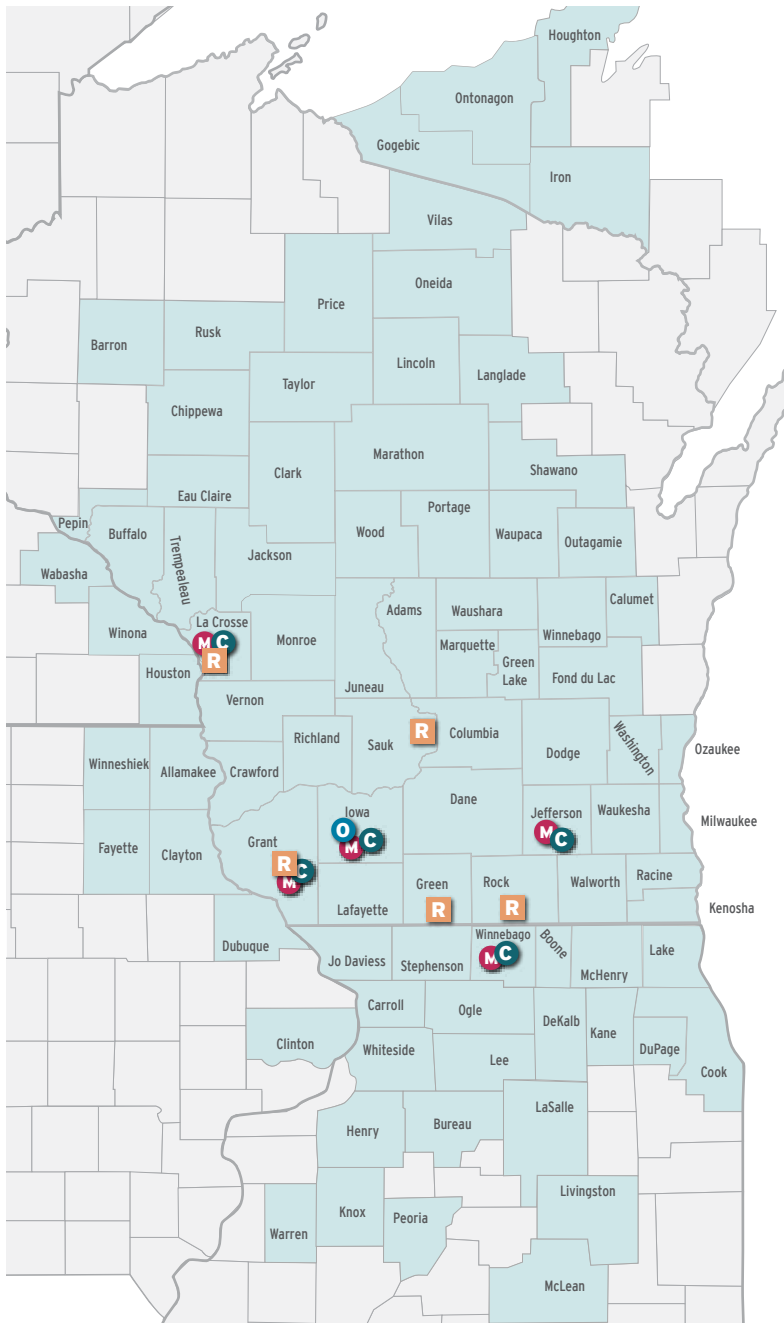 Houghton
Ontonagon
Gogebic
Iron
Vilas
Oneida
Price
Rusk
Barron
Lincoln
Langlade
Taylor
Chippewa
Marathon
Clark
Shawano
Eau Claire
Portage
Pepin
Buffalo
Wood
Waupaca
Outagamie
Trempealeau
Jackson
Wabasha
Calumet
Adams
Waushara
La Crosse
Winona
Monroe
Winnebago
Marquette
M C
R
Green
Lake
Houston
Fond du Lac
Juneau
Vernon
Richland
R
Columbia
Sauk
Washington
Ozaukee
Dodge
Winneshiek
Allamakee
Crawford
Iowa
Dane
Jefferson
Waukesha
Milwaukee
O
M C
M C
Grant
Fayette
Clayton
R
M C
Green
Rock
Walworth
Racine
Lafayette
R
R
Kenosha
Dubuque
Winnebago
Boone
Lake
M C
Jo Daviess
Stephenson
McHenry
Carroll
Ogle
DeKalb
Kane
Clinton
Whiteside
Lee
DuPage
Cook
LaSalle
Henry
Bureau
Livingston
Knox
Peoria
Warren
McLean